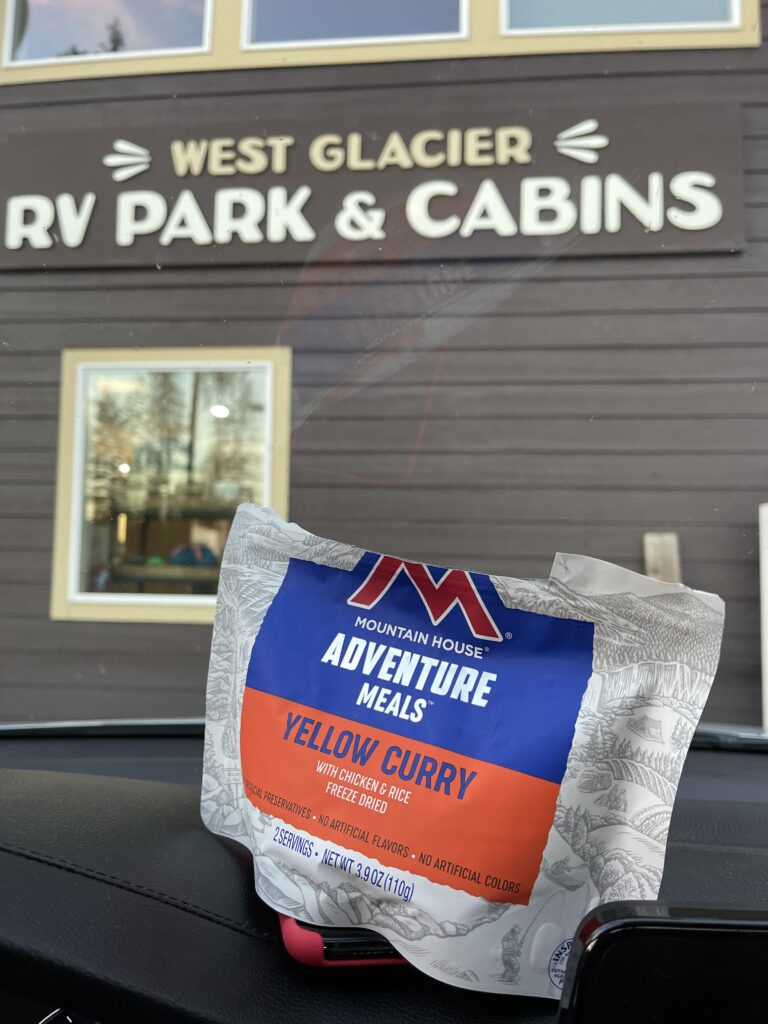 WEST GLACIER
RV PARK & CABINS
MOUNTAIN HOUSE®
ADVENTURE
MEALS™
YELLOW CURRY
WITH CHICKEN & RICE
FREEZE DRIED
PRESERVATIVES • NO ARTIFICIAL FLAVORS • NO ARTIFICIAL COLORS
2 SERVINGS • NET WT 3.9 OZ (110g)